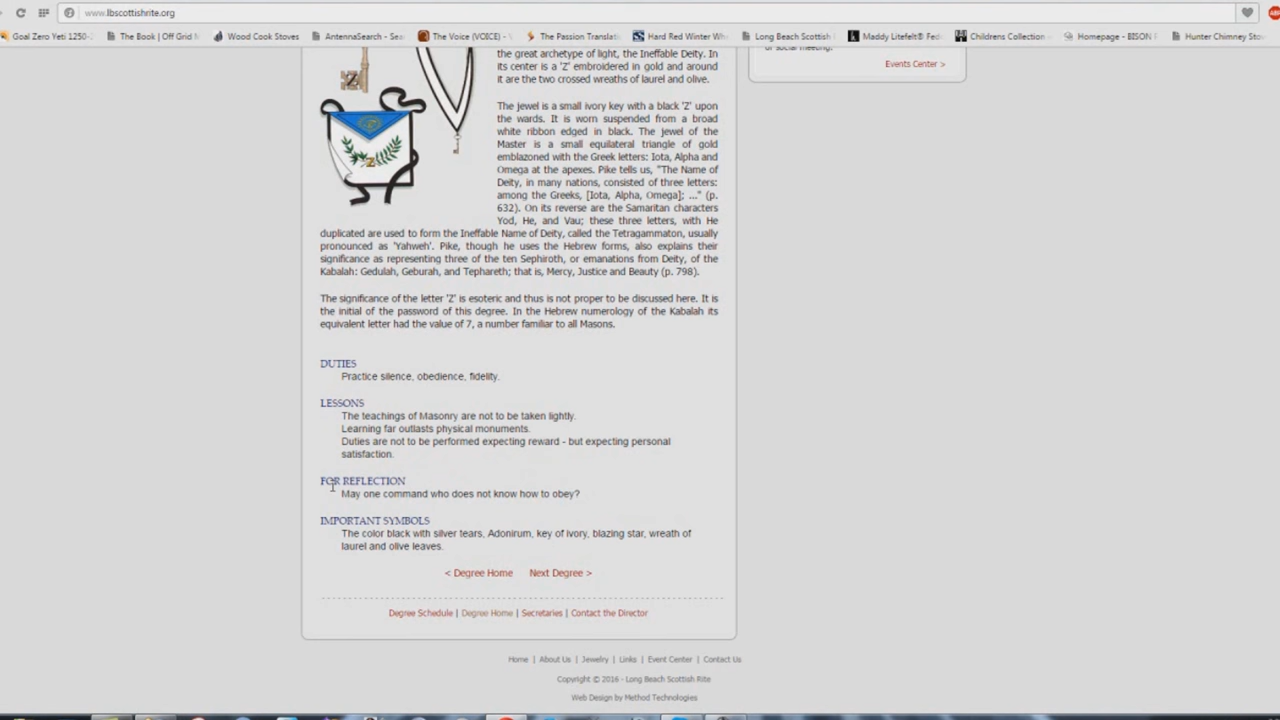 www.lbscottishrite.org
Goal Zero Yeti 1250- The Book | Off Grid Wood Cook Stoves AntennaSearch - Sea The Voice (VOICE) - V The Passion Translati Hard Red Winter Wh Long Beach Scottish Maddy Litefelt® Fed Childrens Collection Homepage - BISON Hunter Chimney Stov
the great archetype of light, the Ineffable Deity. In
its center is a 'Z' embroidered in gold and around
it are the two crossed wreaths of laurel and olive.
or social meeting.
Events Center >
Z
The jewel is a small ivory key with a black 'Z' upon
the wards. It is worn suspended from a broad
white ribbon edged in black. The jewel of the
Master is a small equilateral triangle of gold
emblazoned with the Greek letters: Iota, Alpha and
Omega at the apexes. Pike tells us, "The Name of
Deity, in many nations, consisted of three letters:
among the Greeks, [Iota, Alpha, Omega]; ..." (p.
632). On its reverse are the Samaritan characters
Yod, He, and Vau; these three letters, with He
duplicated are used to form the Ineffable Name of Deity, called the Tetragammaton, usually
pronounced as 'Yahweh'. Pike, though he uses the Hebrew forms, also explains their
significance as representing three of the ten Sephiroth, or emanations from Deity, of the
Kabalah: Gedulah, Geburah, and Tephareth; that is, Mercy, Justice and Beauty (p. 798).
Z
The significance of the letter 'Z' is esoteric and thus is not proper to be discussed here. It is
the initial of the password of this degree. In the Hebrew numerology of the Kabalah its
equivalent letter had the value of 7, a number familiar to all Masons.
DUTIES
Practice silence, obedience, fidelity.
LESSONS
The teachings of Masonry are not to be taken lightly.
Learning far outlasts physical monuments.
Duties are not to be performed expecting reward - but expecting personal
satisfaction.
FOR REFLECTION
May one command who does not know how to obey?
IMPORTANT SYMBOLS
The color black with silver tears, Adonirum, key of ivory, blazing star, wreath of
laurel and olive leaves.
< Degree Home Next Degree >
Degree Schedule | Degree Home | Secretaries | Contact the Director
Home | About Us | Jewelry | Links | Event Center | Contact Us
Copyright © 2016 - Long Beach Scottish Rite
Web Design by Method Technologies